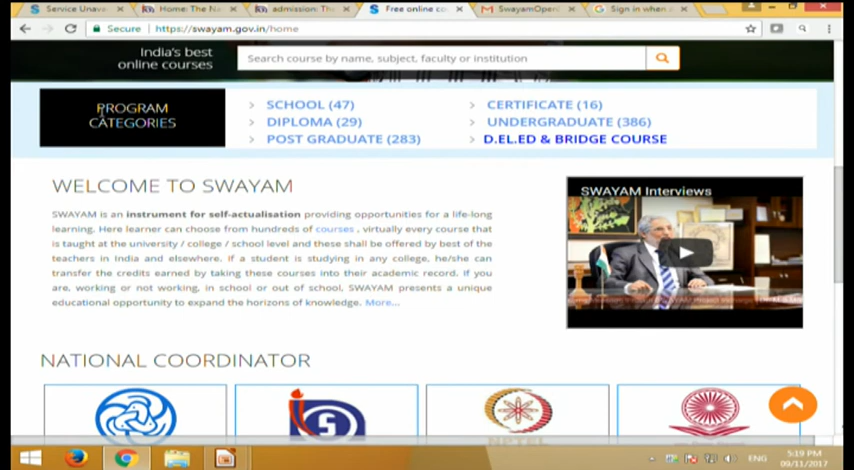 Service Unava
Home: The Na
admission: Th
Free online co
SwayamOpen
Sign in when
Secure
https://swayam.gov.in/home
India's best
online courses
Search course by name, subject, faculty or institution
PROGRAM
CATEGORIES
SCHOOL (47)
CERTIFICATE (16)
DIPLOMA (29)
UNDERGRADUATE (386)
POST GRADUATE (283)
D.EL.ED & BRIDGE COURSE
WELCOME TO SWAYAM
SWAYAM Interviews
SWAYAM is an instrument for self-actualisation providing opportunities for a life-long
learning. Here learner can choose from hundreds of courses , virtually every course that
is taught at the university / college / school level and these shall be offered by best of the
teachers in India and elsewhere. If a student is studying in any college, he/she can
transfer the credits earned by taking these courses into their academic record. If you
are, working or not working, in school or out of school, SWAYAM presents a unique
educational opportunity to expand the horizons of knowledge. More...
NATIONAL COORDINATOR
S
NPTEL
ENG
5:19 PM
09/11/2017